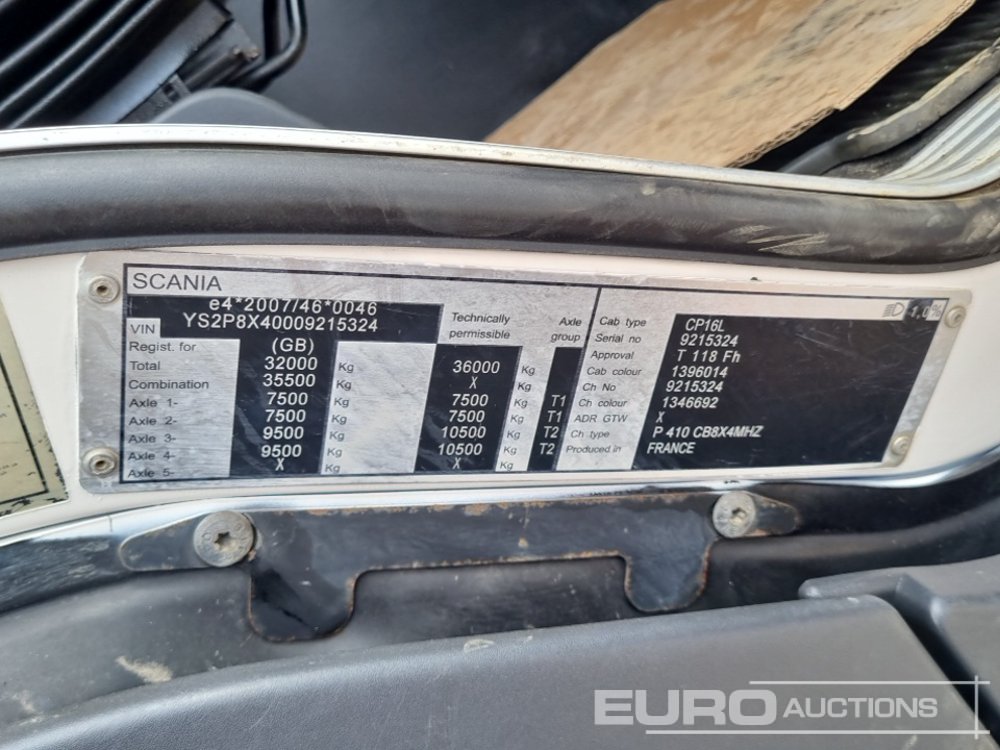 SCANIA
e4*2007/46*0046
VIN YS2P8X40009215324
Regist. for (GB)
Total 32000 Kg 36000 Kg
Combination 35500 Kg X Kg
Axle 1- 7500 Kg 7500 Kg T1
Axle 2- 7500 Kg 7500 Kg T1
Axle 3- 9500 Kg 10500 Kg T2
Axle 4- 9500 Kg 10500 Kg T2
Axle 5- X Kg X Kg
Technically permissible
Axle group
Cab type CP16L
Serial no 9215324
Approval T 118 Fh
Cab colour 1396014
Ch No 9215324
Ch colour 1346692
ADR GTW X
Ch type P 410 CB8X4MHZ
Produced in FRANCE
1,0%
EURO AUCTIONS